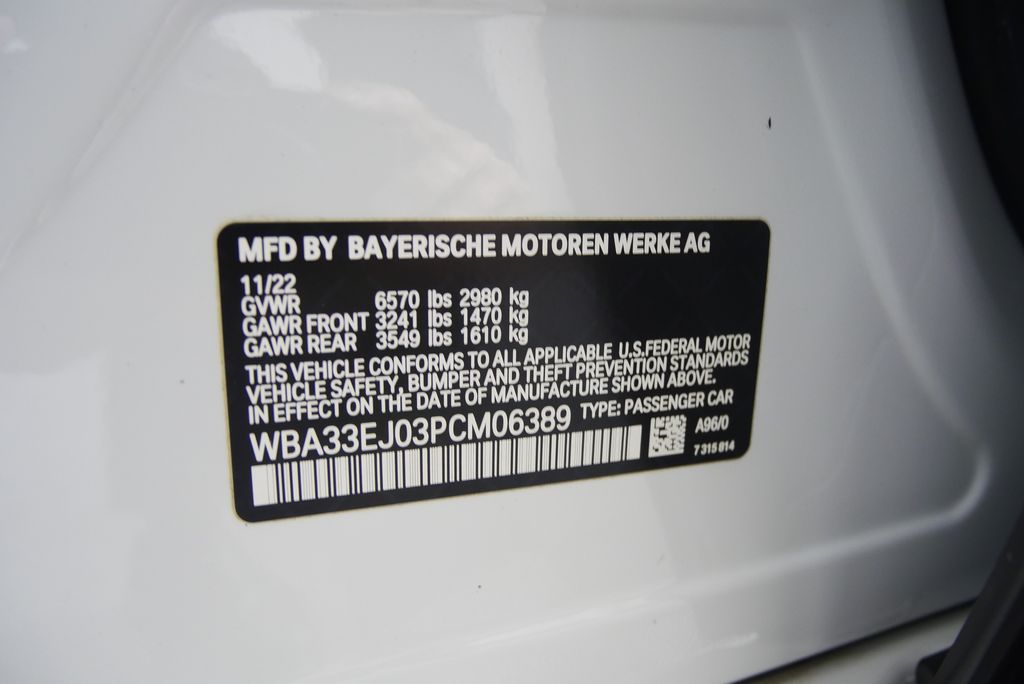 MFD BY BAYERISCHE MOTOREN WERKE AG
11/22
GVWR 6570 lbs 2980 kg
GAWR FRONT 3241 lbs 1470 kg
GAWR REAR 3549 lbs 1610 kg
THIS VEHICLE CONFORMS TO ALL APPLICABLE U.S.FEDERAL MOTOR
VEHICLE SAFETY, BUMPER AND THEFT PREVENTION STANDARDS
IN EFFECT ON THE DATE OF MANUFACTURE SHOWN ABOVE.
WBA33EJ03PCM06389 TYPE: PASSENGER CAR
A96/0
7 315 814